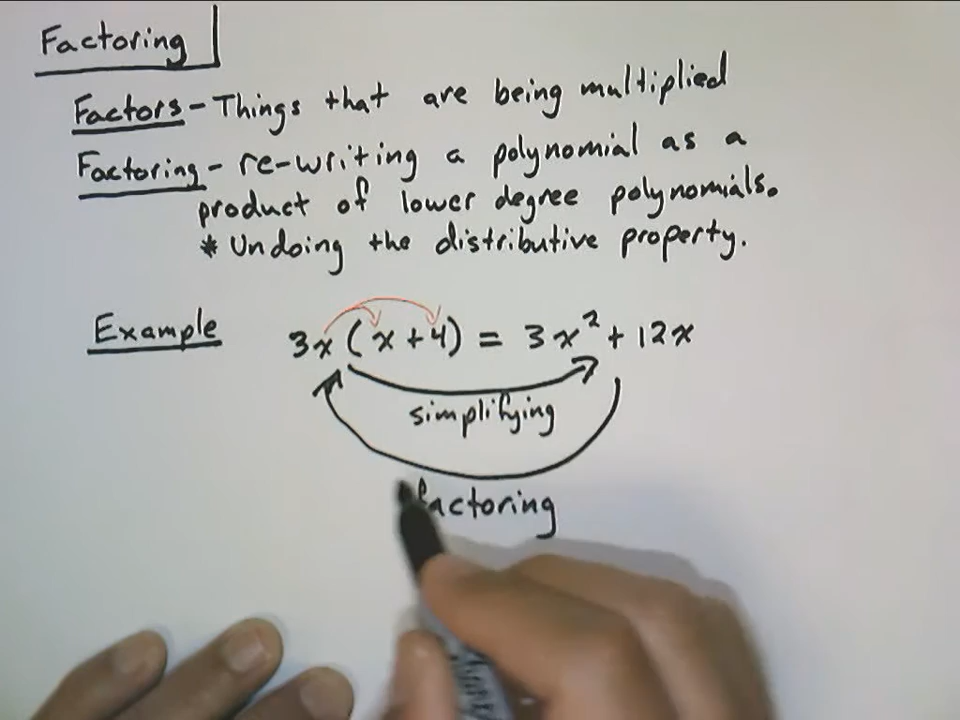 Factoring
Factors - Things that are being multiplied
Factoring - re-writing a polynomial as a
product of lower degree polynomials.
* Undoing the distributive property.
Example 3x(x+4) = 3x² + 12x
simplifying
factoring